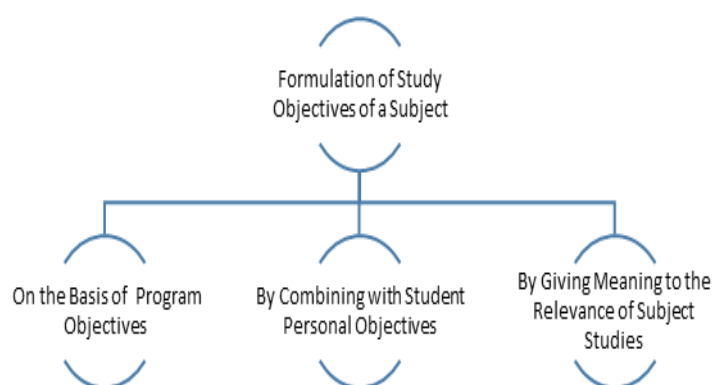 Formulation of Study
Objectives of a Subject
On the Basis of Program
Objectives
By Combining with Student
Personal Objectives
By Giving Meaning to the
Relevance of Subject
Studies